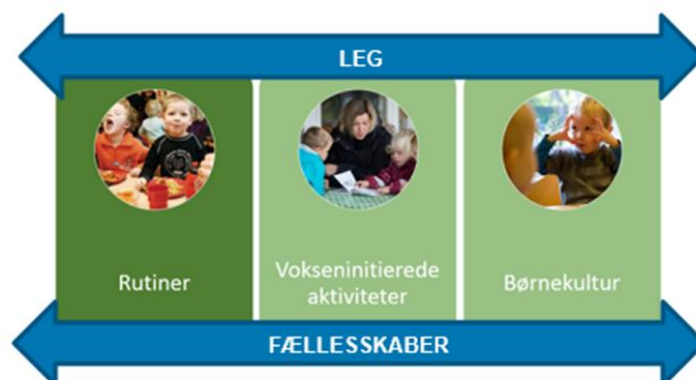 LEG
Rutiner
Vokseninitierede
aktiviteter
Børnekultur
FÆLLESSKABER